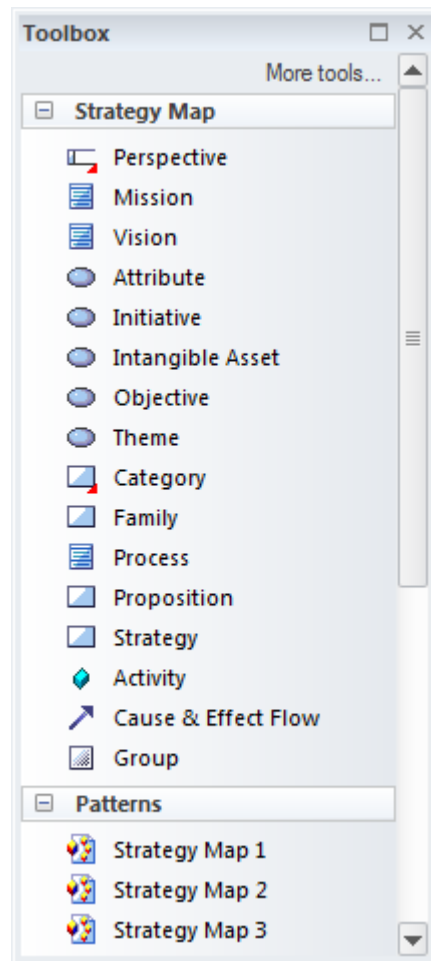 Toolbox
More tools...
Strategy Map
Perspective
Mission
Vision
Attribute
Initiative
Intangible Asset
Objective
Theme
Category
Family
Process
Proposition
Strategy
Activity
Cause & Effect Flow
Group
Patterns
Strategy Map 1
Strategy Map 2
Strategy Map 3